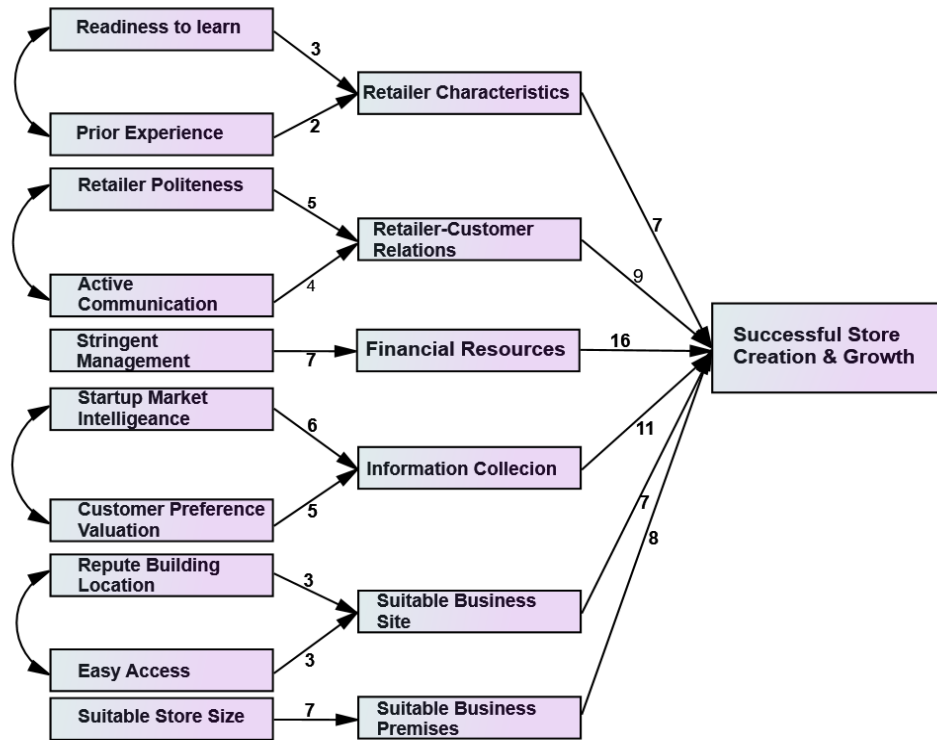 Readiness to learn
3
Retailer Characteristics
Prior Experience
2
Retailer Politeness
5
Retailer-Customer
Relations
7
9
Active
Communication
4
Stringent
Management
7
Financial Resources
16
Successful Store
Creation & Growth
Startup Market
Intelligeance
6
Information Collecion
11
Customer Preference
Valuation
5
7
8
Repute Building
Location
3
Suitable Business
Site
Easy Access
3
Suitable Store Size
7
Suitable Business
Premises